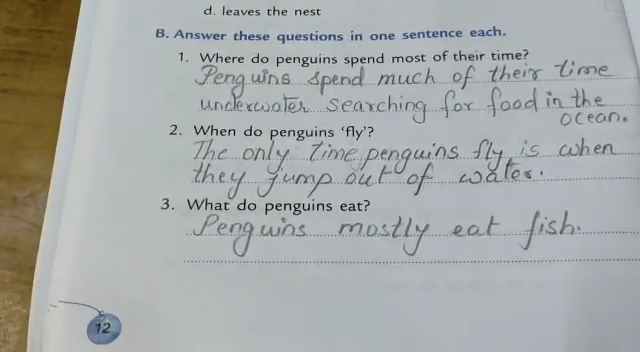 d. leaves the nest
B. Answer these questions in one sentence each.
1. Where do penguins spend most of their time?
Penguins spend much of their time
underwater searching for food in the
ocean.
2. When do penguins 'fly'?
The only time penguins fly is when
they jump out of water.
3. What do penguins eat?
Penguins mostly eat fish.
12